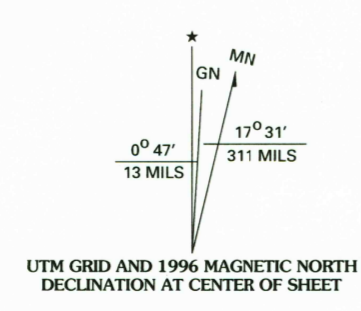 ★
MN
GN
0° 47′
13 MILS
17° 31′
311 MILS
UTM GRID AND 1996 MAGNETIC NORTH
DECLINATION AT CENTER OF SHEET